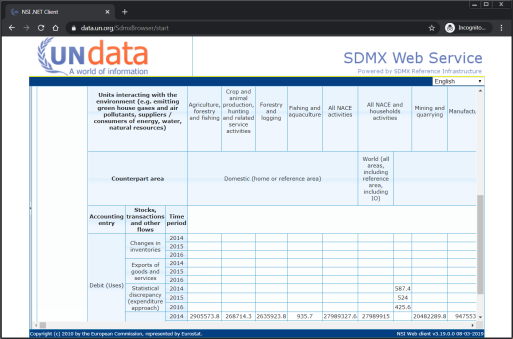 NSI .NET Client
data.un.org/SdmxBrowser/start
Incognito...
UNdata
A world of information
SDMX Web Service
Powered by SDMX Reference Infrastructure
English
Units interacting with the environment (e.g. emitting green house gases and air pollutants, suppliers / consumers of energy, water, natural resources)
Agriculture, forestry and fishing
Crop and animal production, hunting and related service activities
Forestry and logging
Fishing and aquaculture
All NACE activities
All NACE and households activities
Mining and quarrying
Manufactu
Counterpart area
Domestic (home or reference area)
World (all areas, including reference area, including IO)
Accounting entry
Stocks, transactions and other flows
Time period
Debit (Uses)
Changes in inventories
2014
2015
2016
Exports of goods and services
2014
2015
2016
Statistical discrepancy (expenditure approach)
2014 587.4
2015 524
2016 425.6
2014 2905573.8 268714.3 2635923.8 935.7 27989327.6 27989915 20482289.8 947553
Copyright (c) 2010 by the European Commission, represented by Eurostat.
NSI Web client v3.19.0.0 08-03-2019